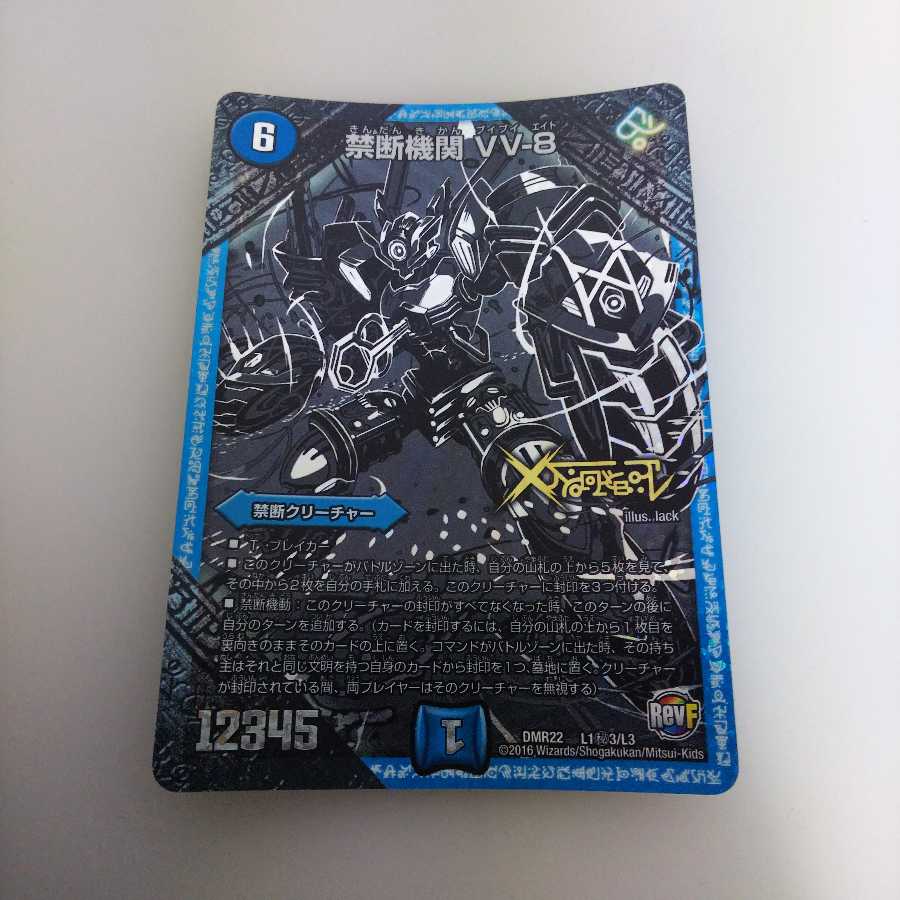 6
きんだん き かん ブイブイ エイト
禁断機関 VV-8
illus. lack
禁断クリーチャー
■ T・ブレイカー
■ このクリーチャーがバトルゾーンに出た時、自分の山札の上から5枚を見て、
その中から2枚を自分の手札に加える。このクリーチャーに封印を3つ付ける。
■ 禁断機動：このクリーチャーの封印がすべてなくなった時、このターンの後に
自分のターンを追加する。（カードを封印するには、自分の山札の上から1枚目を
裏向きのままそのカードの上に置く。コマンドがバトルゾーンに出た時、その持ち
主はそれと同じ文明を持つ自身のカードから封印を1つ、墓地に置く。クリーチャー
が封印されている間、両プレイヤーはそのクリーチャーを無視する）
12345
1
RevF
DMR22 L1㊙3/L3
©2016 Wizards/Shogakukan/Mitsui-Kids